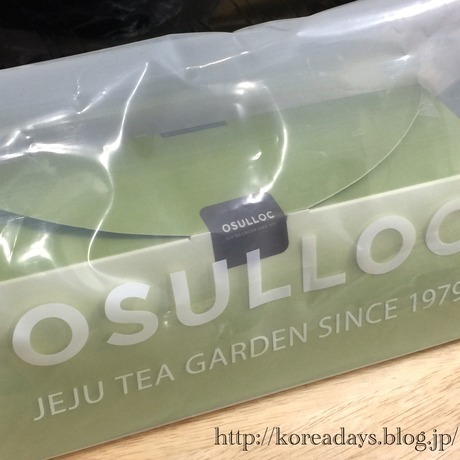 OSULLOC
OSULLOC
JEJU TEA GARDEN SINCE 1979
http://koreadays.blog.jp/